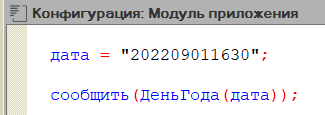 Конфигурация: Модуль приложения
дата = "202209011630";
сообщить(ДеньГода(дата));